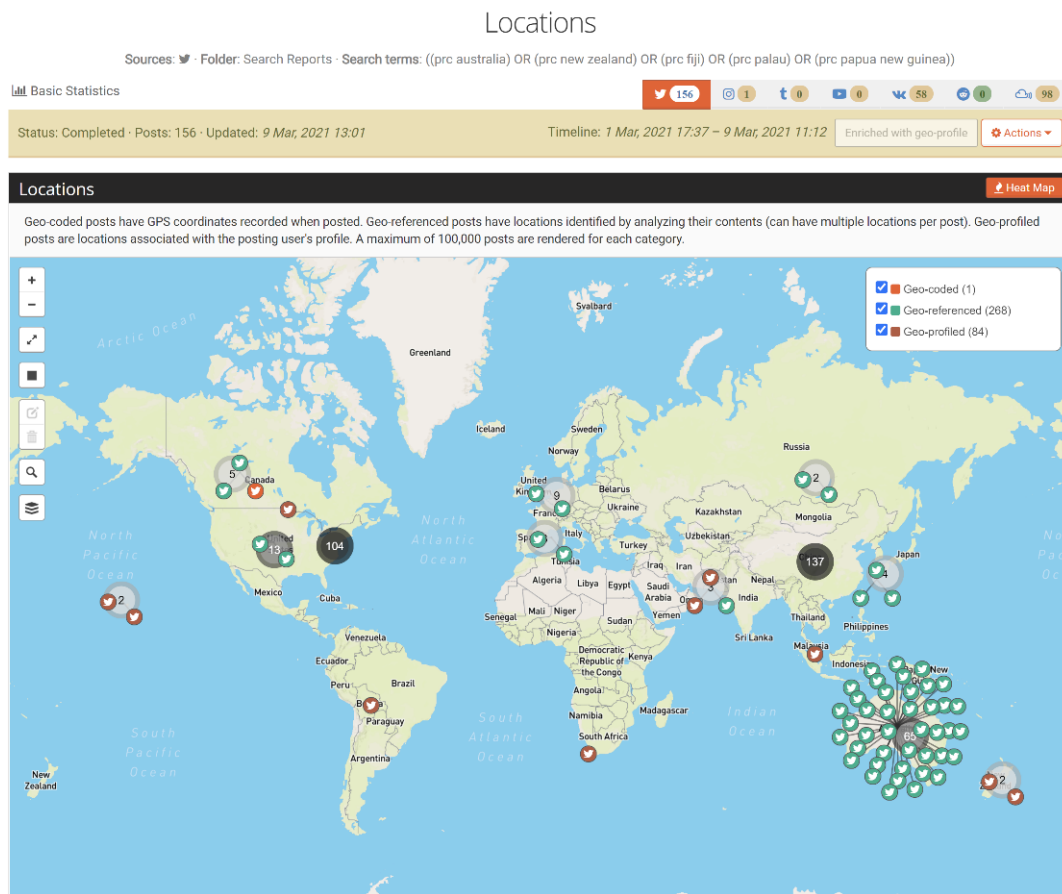 Locations
Sources: · Folder: Search Reports · Search terms: ((prc australia) OR (prc new zealand) OR (prc fiji) OR (prc palau) OR (prc papua new guinea))
Basic Statistics
156 1 0 0 58 0 98
Status: Completed · Posts: 156 · Updated: 9 Mar, 2021 13:01
Timeline: 1 Mar, 2021 17:37 – 9 Mar, 2021 11:12 Enriched with geo-profile Actions
Locations
Heat Map
Geo-coded posts have GPS coordinates recorded when posted. Geo-referenced posts have locations identified by analyzing their contents (can have multiple locations per post). Geo-profiled
posts are locations associated with the posting user's profile. A maximum of 100,000 posts are rendered for each category.
+
−
Geo-coded (1)
Geo-referenced (268)
Geo-profiled (84)
Arctic Ocean
Svalbard
Greenland
Iceland
Sweden
Norway
Russia
5
Canada
2
United
Belarus
9
Ukraine
Kazakhstan
Mongolia
North
Pacific
Ocean
North
Atlantic
Ocean
Italy
Uzbekistan
Turkey
Japan
13
104
137
Tunisia
Iraq
Iran
Algeria
Libya
Egypt
Saudi
Arabia
Nepal
India
3
4
2
Mexico
Cuba
Mali
Niger
Sudan
Yemen
Thailand
Philippines
Senegal
Nigeria
Sri Lanka
Venezuela
Ecuador
Democratic
Republic of
the Congo
Kenya
Malaysia
Indonesia
New
Peru
Brazil
Angola
Paraguay
Namibia
Madagascar
South
Pacific
Ocean
South
Atlantic
Ocean
Indian
Ocean
South Africa
65
Argentina
New
Zealand
2